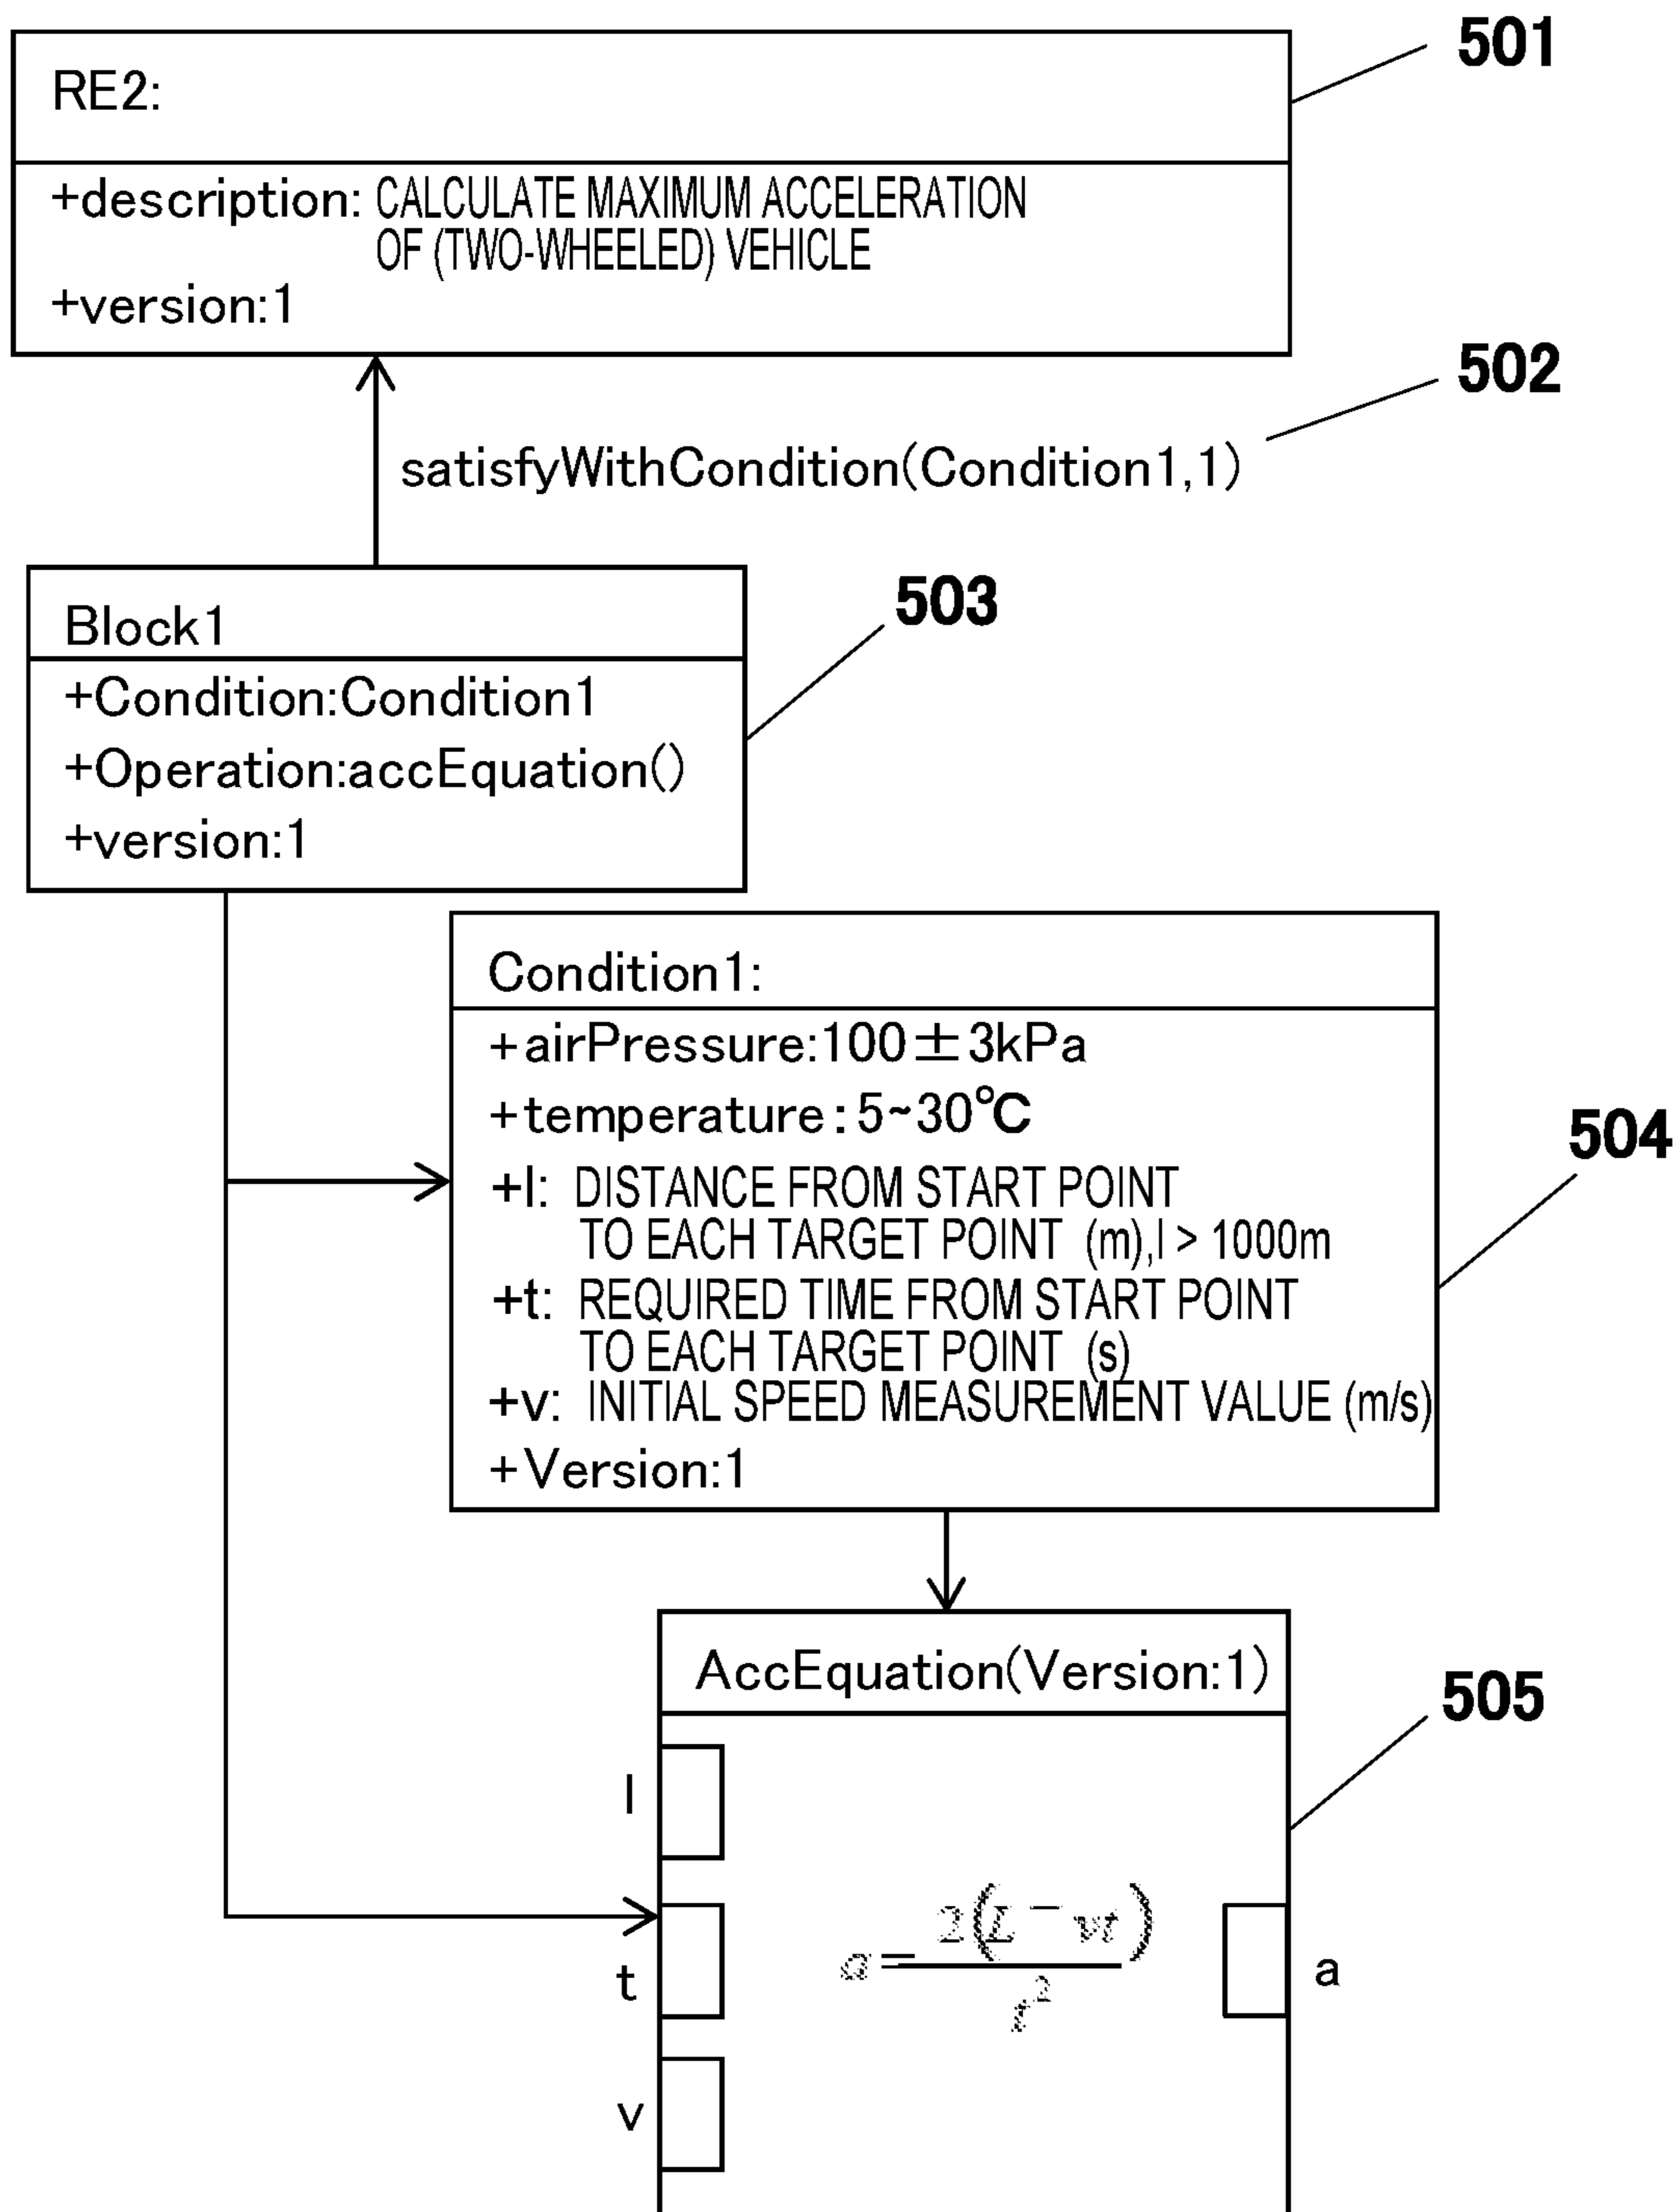 501
RE2:
+description: CALCULATE MAXIMUM ACCELERATION
OF (TWO-WHEELED) VEHICLE
+version:1
502
satisfyWithCondition(Condition1,1)
503
Block1
+Condition:Condition1
+Operation:accEquation()
+version:1
Condition1:
+airPressure:100±3kPa
+temperature:5~30℃
504
+l: DISTANCE FROM START POINT
TO EACH TARGET POINT (m),l > 1000m
+t: REQUIRED TIME FROM START POINT
TO EACH TARGET POINT (s)
+v: INITIAL SPEED MEASUREMENT VALUE (m/s)
+Version:1
AccEquation(Version:1)
505
l
a = 2(L - vt) / t²
t
a
v